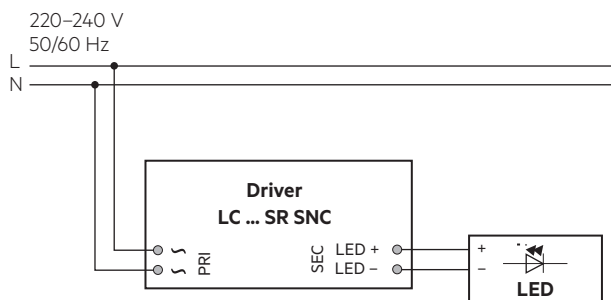 220–240 V
50/60 Hz
L
N
Driver
LC ... SR SNC
~ PRI SEC LED + +
~ LED – –
LED